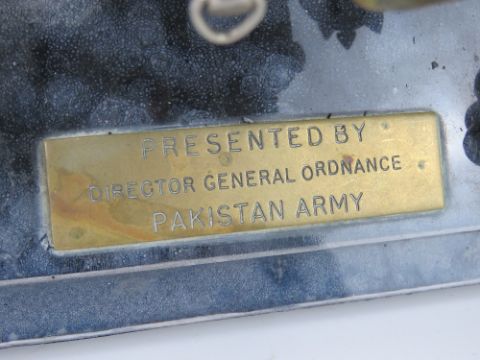 PRESENTED BY
DIRECTOR GENERAL ORDNANCE
PAKISTAN ARMY